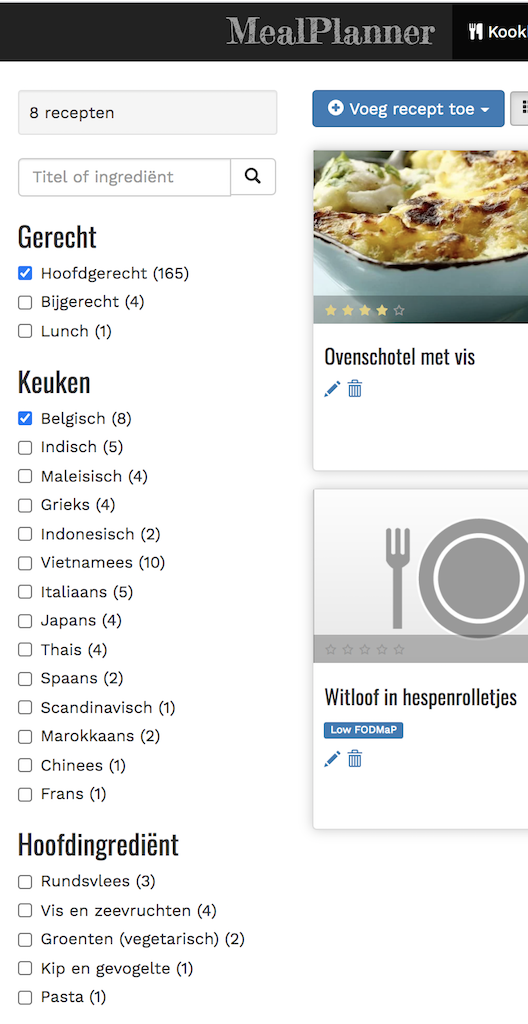 MealPlanner
8 recepten
Voeg recept toe
Titel of ingrediënt
Gerecht
Hoofdgerecht (165)
Bijgerecht (4)
Lunch (1)
Keuken
Belgisch (8)
Indisch (5)
Maleisisch (4)
Grieks (4)
Indonesisch (2)
Vietnamees (10)
Italiaans (5)
Japans (4)
Thais (4)
Spaans (2)
Scandinavisch (1)
Marokkaans (2)
Chinees (1)
Frans (1)
Hoofdingrediënt
Rundsvlees (3)
Vis en zeevruchten (4)
Groenten (vegetarisch) (2)
Kip en gevogelte (1)
Pasta (1)
Ovenschotel met vis
Witloof in hespenrolletjes
Low FODMaP